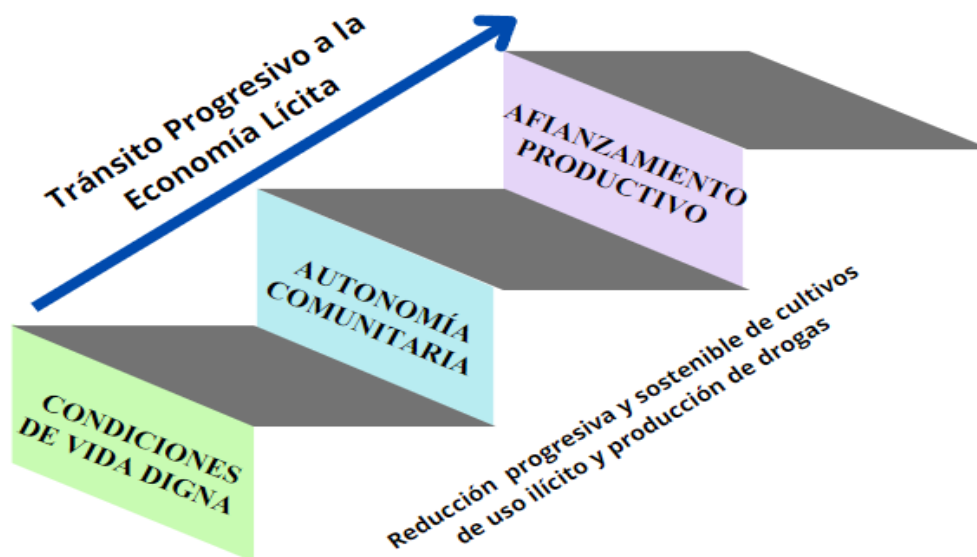 Tránsito Progresivo a la
Economía Lícita
AFIANZAMIENTO
PRODUCTIVO
AUTONOMÍA
COMUNITARIA
CONDICIONES
DE VIDA DIGNA
Reducción progresiva y sostenible de cultivos
de uso ilícito y producción de drogas